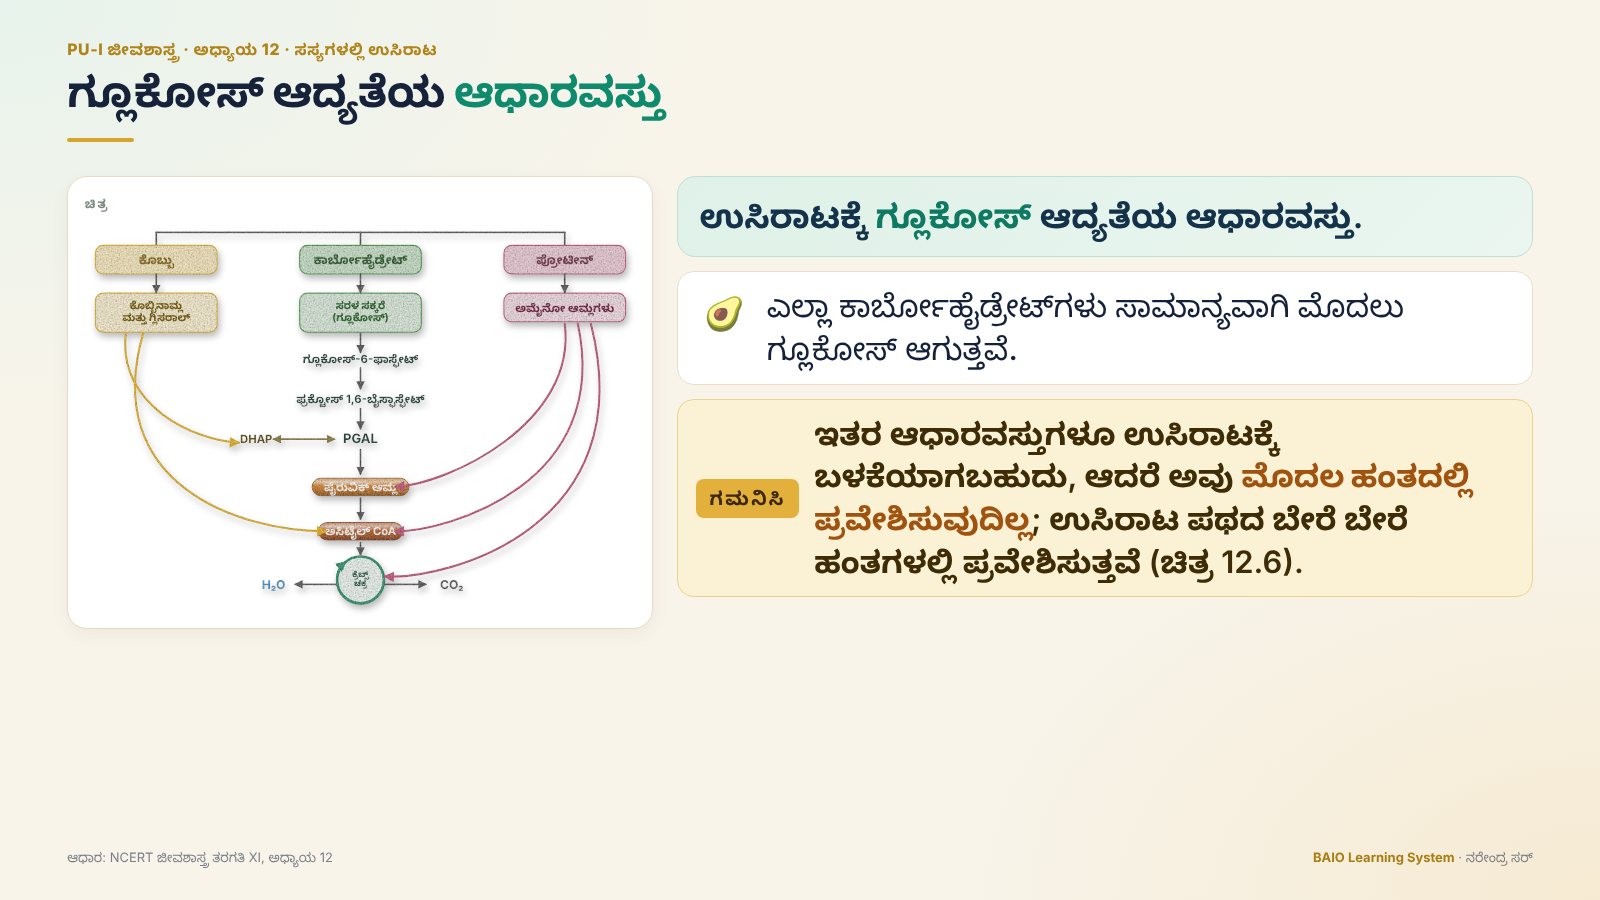 PU-I ಜೀವಶಾಸ್ತ್ರ · ಅಧ್ಯಾಯ 12 · ಸಸ್ಯಗಳಲ್ಲಿ ಉಸಿರಾಟ
ಗ್ಲೂಕೋಸ್ ಆದ್ಯತೆಯ ಆಧಾರವಸ್ತು
ಚಿತ್ರ
ಕೊಬ್ಬು
ಕಾರ್ಬೋಹೈಡ್ರೇಟ್
ಪ್ರೋಟೀನ್
ಕೊಬ್ಬಿನಾಮ್ಲ
ಮತ್ತು ಗ್ಲಿಸರಾಲ್
ಸರಳ ಸಕ್ಕರೆ
(ಗ್ಲೂಕೋಸ್)
ಅಮೈನೋ ಆಮ್ಲಗಳು
ಗ್ಲೂಕೋಸ್-6-ಫಾಸ್ಫೇಟ್
ಫ್ರಕ್ಟೋಸ್ 1,6-ಬೈಸ್ಫಾಸ್ಫೇಟ್
DHAP
PGAL
ಪೈರುವಿಕ್ ಆಮ್ಲ
ಅಸಿಟೈಲ್ CoA
ಕ್ರೆಬ್ಸ್
ಚಕ್ರ
H₂O
CO₂
ಉಸಿರಾಟಕ್ಕೆ ಗ್ಲೂಕೋಸ್ ಆದ್ಯತೆಯ ಆಧಾರವಸ್ತು.
ಎಲ್ಲಾ ಕಾರ್ಬೋಹೈಡ್ರೇಟ್‌ಗಳು ಸಾಮಾನ್ಯವಾಗಿ ಮೊದಲು
ಗ್ಲೂಕೋಸ್ ಆಗುತ್ತವೆ.
ಗಮನಿಸಿ
ಇತರ ಆಧಾರವಸ್ತುಗಳೂ ಉಸಿರಾಟಕ್ಕೆ
ಬಳಕೆಯಾಗಬಹುದು, ಆದರೆ ಅವು ಮೊದಲ ಹಂತದಲ್ಲಿ
ಪ್ರವೇಶಿಸುವುದಿಲ್ಲ; ಉಸಿರಾಟ ಪಥದ ಬೇರೆ ಬೇರೆ
ಹಂತಗಳಲ್ಲಿ ಪ್ರವೇಶಿಸುತ್ತವೆ (ಚಿತ್ರ 12.6).
ಆಧಾರ: NCERT ಜೀವಶಾಸ್ತ್ರ ತರಗತಿ XI, ಅಧ್ಯಾಯ 12
BAIO Learning System · ನರೇಂದ್ರ ಸರ್